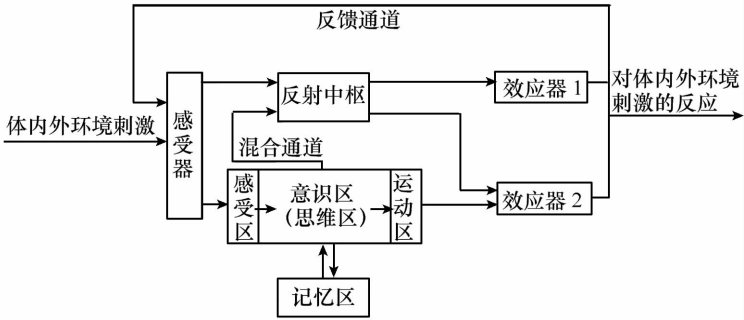 反馈通道
体内外环境刺激
感受器
反射中枢
效应器 1
对体内外环境
刺激的反应
混合通道
感受区
意识区
（思维区）
运动区
效应器 2
记忆区